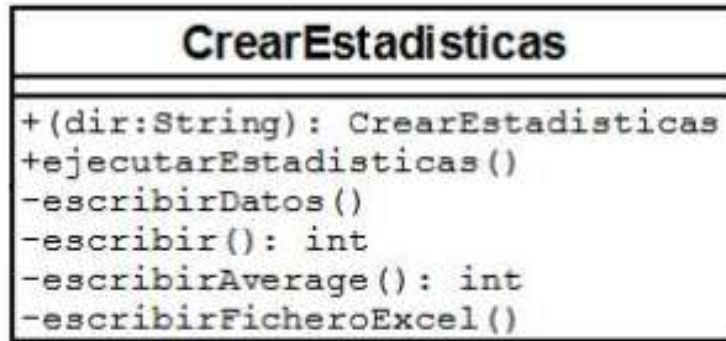 CrearEstadisticas
+(dir:String): CrearEstadisticas
+ejecutarEstadisticas()
-escribirDatos()
-escribir(): int
-escribirAverage(): int
-escribirFicheroExcel()